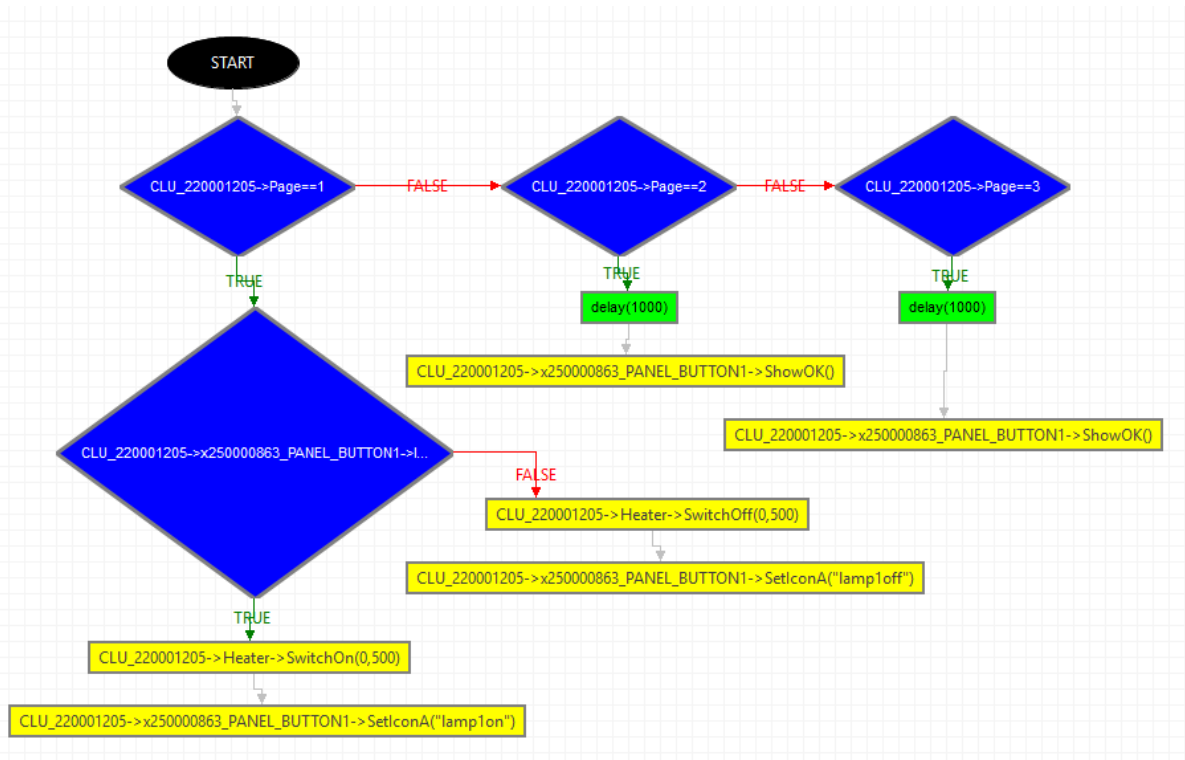 START
CLU_220001205->Page==1
FALSE
CLU_220001205->Page==2
FALSE
CLU_220001205->Page==3
TRUE
TRUE
TRUE
delay(1000)
delay(1000)
CLU_220001205->x250000863_PANEL_BUTTON1->ShowOK()
CLU_220001205->x250000863_PANEL_BUTTON1->ShowOK()
CLU_220001205->x250000863_PANEL_BUTTON1->I...
FALSE
CLU_220001205->Heater->SwitchOff(0,500)
CLU_220001205->x250000863_PANEL_BUTTON1->SetIconA("lamp1off")
TRUE
CLU_220001205->Heater->SwitchOn(0,500)
CLU_220001205->x250000863_PANEL_BUTTON1->SetIconA("lamp1on")